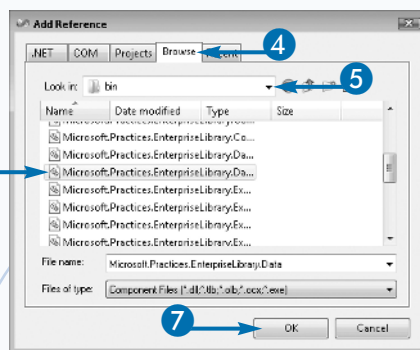 Add Reference
.NET COM Projects Browse Recent
4
Look in: bin
5
Name Date modified Type Size
Microsoft.Practices.EnterpriseLibrary.Co...
Microsoft.Practices.EnterpriseLibrary.Da...
Microsoft.Practices.EnterpriseLibrary.Da...
Microsoft.Practices.EnterpriseLibrary.Ex...
Microsoft.Practices.EnterpriseLibrary.Ex...
Microsoft.Practices.EnterpriseLibrary.Ex...
Microsoft.Practices.EnterpriseLibrary.Ex...
File name: Microsoft.Practices.EnterpriseLibrary.Data
Files of type: Component Files (*.dll;*.tlb;*.olb;*.ocx;*.exe)
7
OK Cancel